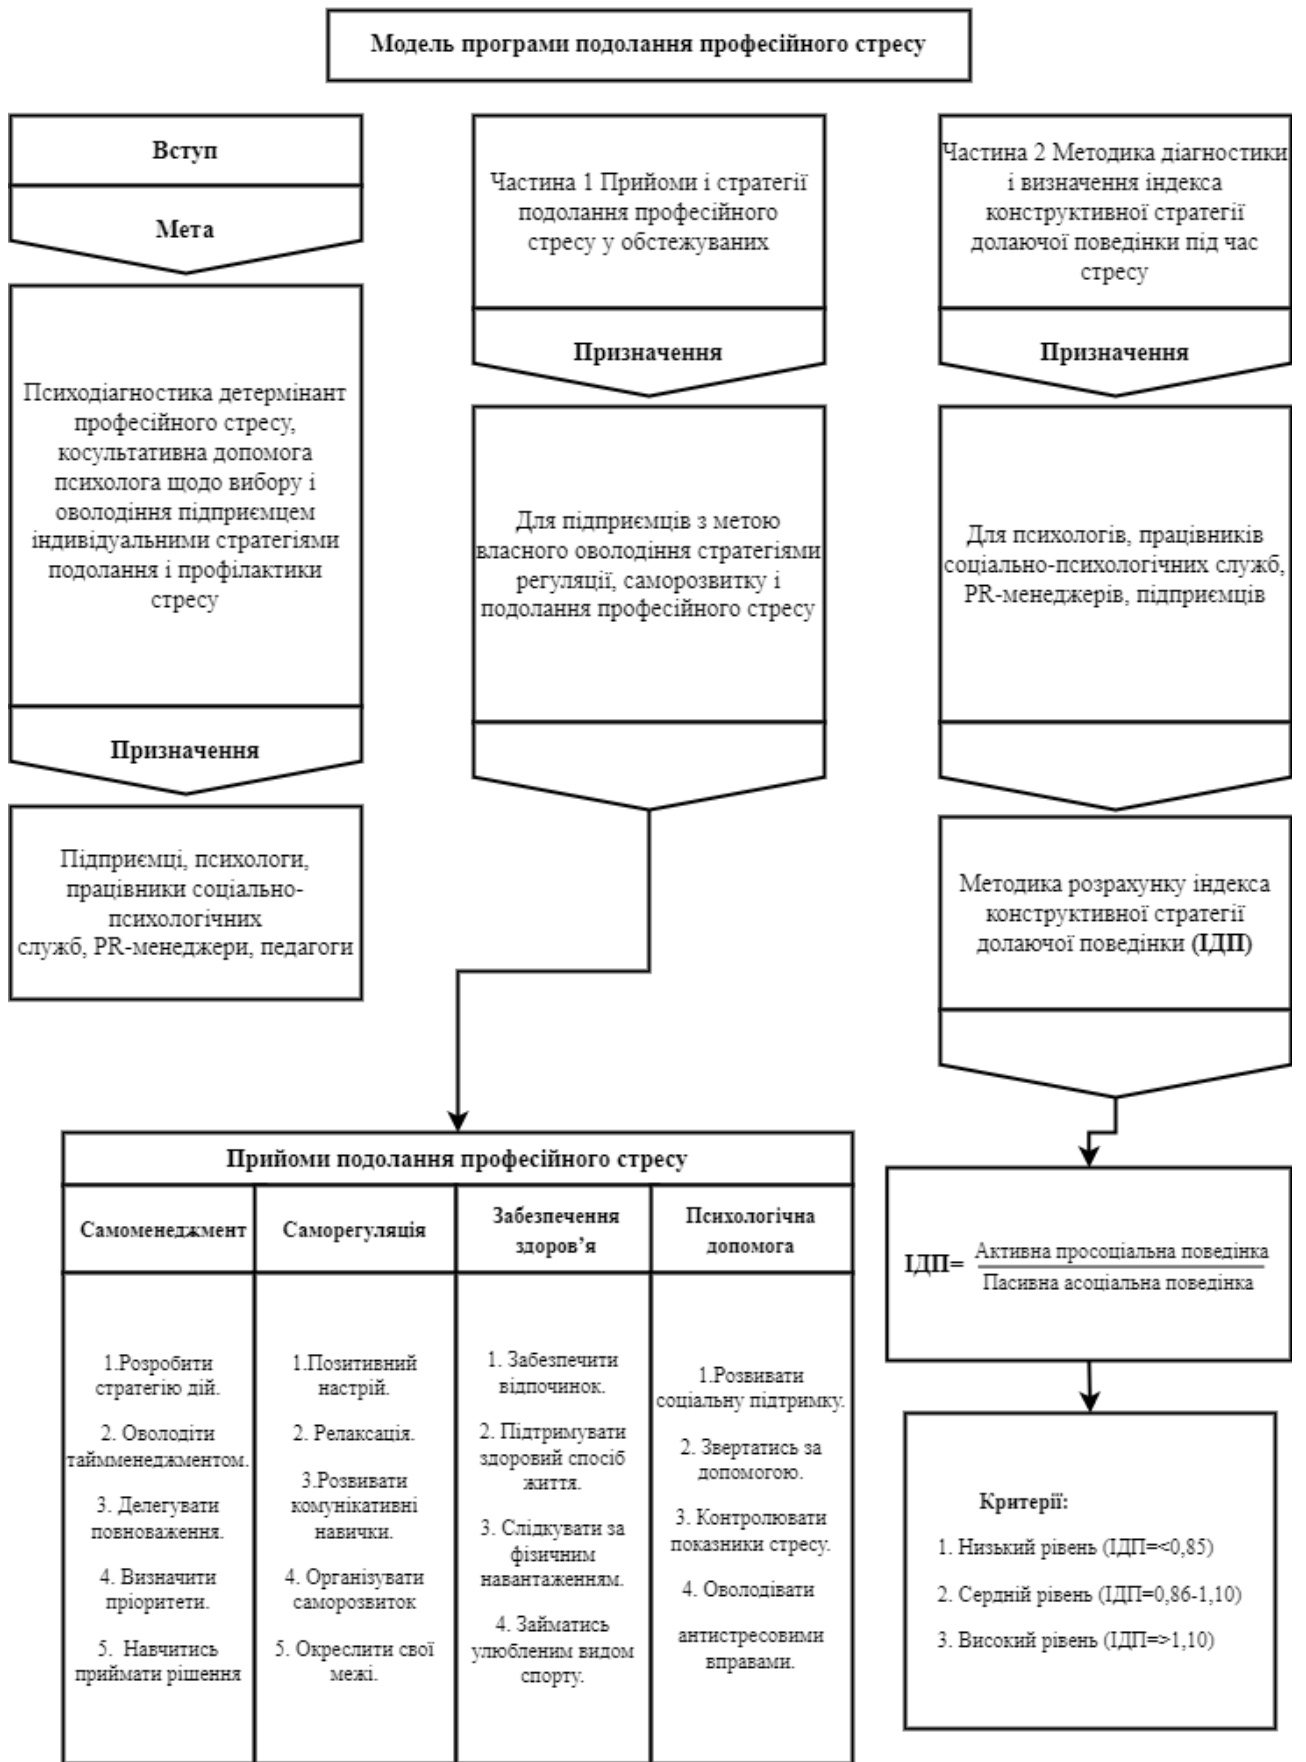 Модель програми подолання професійного стресу
Вступ
Мета
Психодіагностика детермінант
професійного стресу,
косультативна допомога
психолога щодо вибору і
оволодіння підприємцем
індивідуальними стратегіями
подолання і профілактики
стресу
Призначення
Підприємці, психологи,
працівники соціально-
психологічних
служб, PR-менеджери, педагоги
Частина 1 Прийоми і стратегії
подолання професійного
стресу у обстежуваних
Призначення
Для підприємців з метою
власного оволодіння стратегіями
регуляції, саморозвитку і
подолання професійного стресу
Частина 2 Методика діагностики
і визначення індекса
конструктивної стратегії
долаючої поведінки під час
стресу
Призначення
Для психологів, працівників
соціально-психологічних служб,
PR-менеджерів, підприємців
Методика розрахунку індекса
конструктивної стратегії
долаючої поведінки (ІДП)
Прийоми подолання професійного стресу
Самоменеджмент
1.Розробити
стратегію дій.
2. Оволодіти
таймменеджментом.
3. Делегувати
повноваження.
4. Визначити
пріоритети.
5. Навчитись
приймати рішення
Саморегуляція
1.Позитивний
настрій.
2. Релаксація.
3.Розвивати
комунікативні
навички.
4. Організувати
саморозвиток
5. Окреслити свої
межі.
Забезпечення
здоров’я
1. Забезпечити
відпочинок.
2. Підтримувати
здоровий спосіб
життя.
3. Слідкувати за
фізичним
навантаженням.
4. Займатись
улюбленим видом
спорту.
Психологічна
допомога
1.Розвивати
соціальну підтримку.
2. Звертатись за
допомогою.
3. Контролювати
показники стресу.
4. Оволодівати
антистресовими
вправами.
ІДП= Активна просоціальна поведінка
Пасивна асоціальна поведінка
Критерії:
1. Низький рівень (ІДП=<0,85)
2. Сердній рівень (ІДП=0,86-1,10)
3. Високий рівень (ІДП=>1,10)